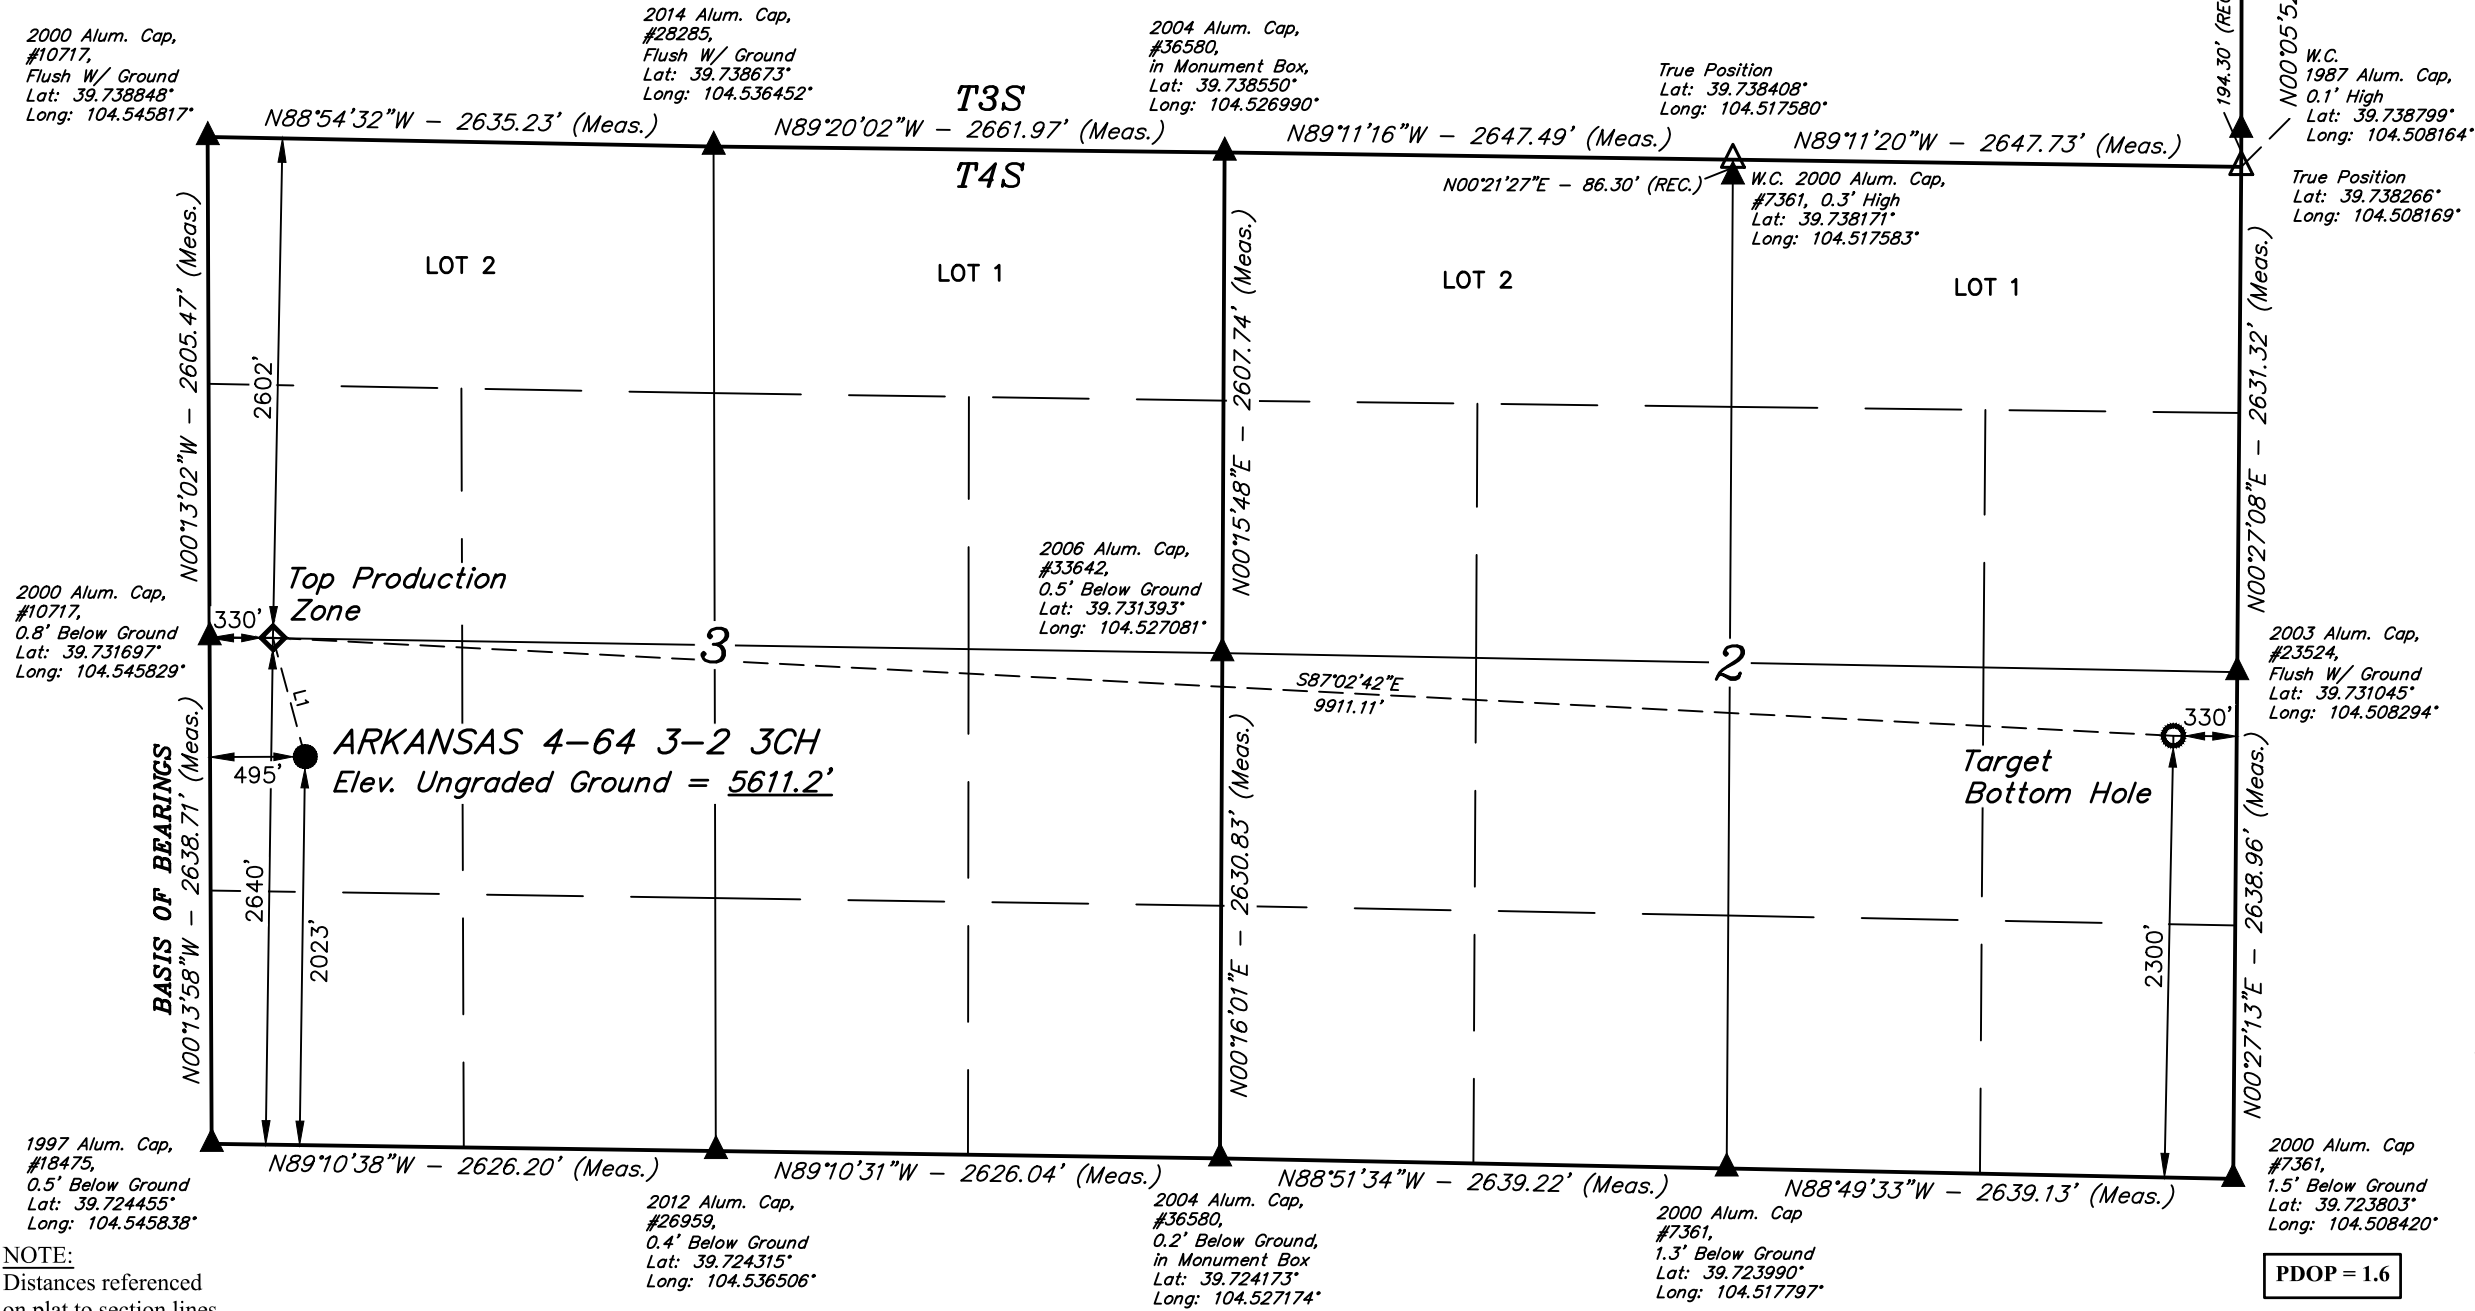 2000 Alum. Cap,
#10717,
Flush W/ Ground
Lat: 39.738848°
Long: 104.545817°
2014 Alum. Cap,
#28285,
Flush W/ Ground
Lat: 39.738673°
Long: 104.536452°
2004 Alum. Cap,
#36580,
in Monument Box,
Lat: 39.738550°
Long: 104.526990°
True Position
Lat: 39.738408°
Long: 104.517580°
194.30' (REC
N00°05'52
W.C.
1987 Alum. Cap,
0.1' High
Lat: 39.738799°
Long: 104.508164°
True Position
Lat: 39.738266°
Long: 104.508169°
N88°54'32"W - 2635.23' (Meas.)
T3S
N89°20'02"W - 2661.97' (Meas.)
T4S
N89°11'16"W - 2647.49' (Meas.)
N89°11'20"W - 2647.73' (Meas.)
N00°21'27"E - 86.30' (REC.)
W.C. 2000 Alum. Cap,
#7361, 0.3' High
Lat: 39.738171°
Long: 104.517583°
LOT 2
LOT 1
LOT 2
LOT 1
N00°13'02"W - 2605.47' (Meas.)
2602'
N00°15'48"E - 2607.74' (Meas.)
N00°27'08"E - 2631.32' (Meas.)
2000 Alum. Cap,
#10717,
0.8' Below Ground
Lat: 39.731697°
Long: 104.545829°
330'
Top Production
Zone
2006 Alum. Cap,
#33642,
0.5' Below Ground
Lat: 39.731393°
Long: 104.527081°
3
2
2003 Alum. Cap,
#23524,
Flush W/ Ground
Lat: 39.731045°
Long: 104.508294°
S87°02'42"E
9911.11'
L1
330'
495'
ARKANSAS 4-64 3-2 3CH
Elev. Ungraded Ground = 5611.2'
Target
Bottom Hole
BASIS OF BEARINGS
N00°13'58"W - 2638.71' (Meas.)
2640'
2023'
N00°16'01"E - 2630.83' (Meas.)
2300'
N00°27'13"E - 2638.96' (Meas.)
1997 Alum. Cap,
#18475,
0.5' Below Ground
Lat: 39.724455°
Long: 104.545838°
N89°10'38"W - 2626.20' (Meas.)
N89°10'31"W - 2626.04' (Meas.)
N88°51'34"W - 2639.22' (Meas.)
N88°49'33"W - 2639.13' (Meas.)
2012 Alum. Cap,
#26959,
0.4' Below Ground
Lat: 39.724315°
Long: 104.536506°
2004 Alum. Cap,
#36580,
0.2' Below Ground,
in Monument Box
Lat: 39.724173°
Long: 104.527174°
2000 Alum. Cap
#7361,
1.3' Below Ground
Lat: 39.723990°
Long: 104.517797°
2000 Alum. Cap
#7361,
1.5' Below Ground
Lat: 39.723803°
Long: 104.508420°
NOTE:
Distances referenced
on plat to section lines
PDOP = 1.6